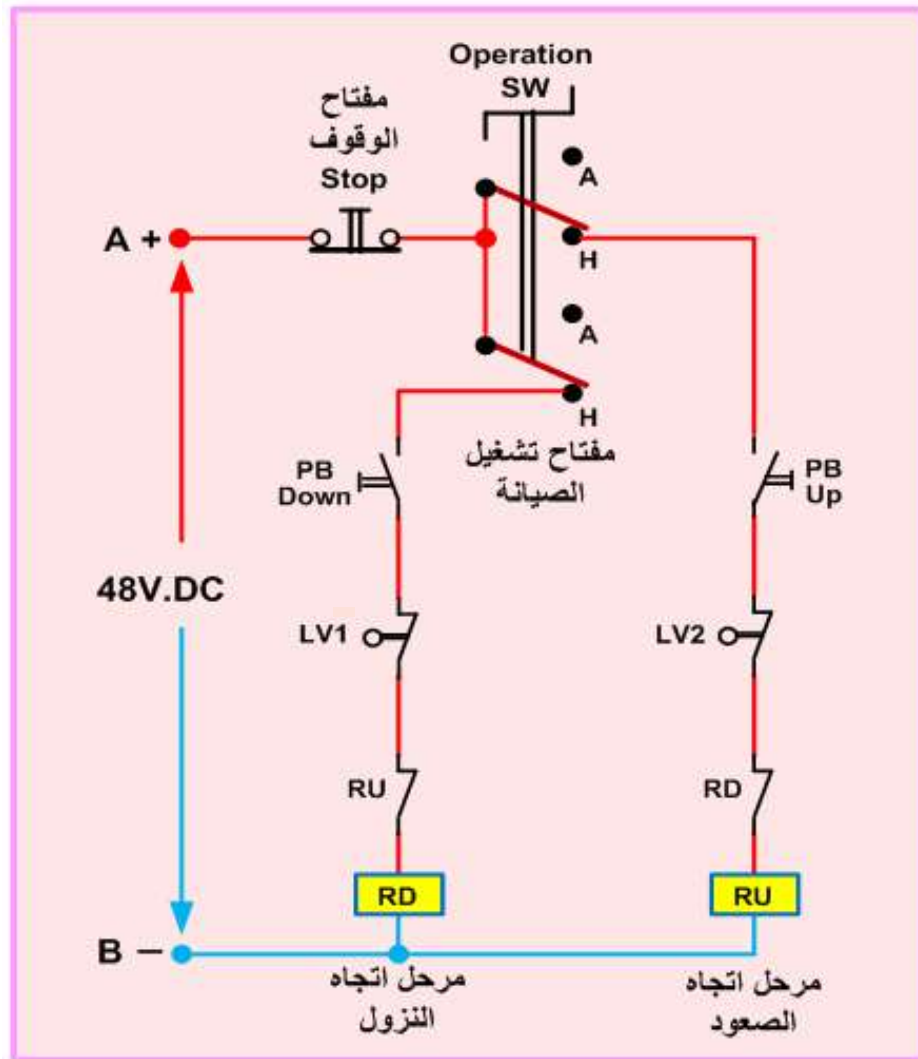 Operation
SW
مفتاح
الوقوف
Stop
A
A +
H
A
H
مفتاح تشغيل
الصيانة
PB
Down
PB
Up
48V.DC
LV1
LV2
RU
RD
RD
RU
B −
مرحل اتجاه
النزول
مرحل اتجاه
الصعود